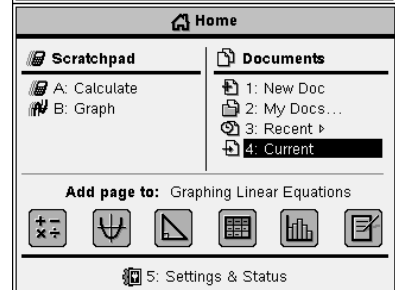 Home
Scratchpad
A: Calculate
B: Graph
Documents
1: New Doc
2: My Docs...
3: Recent ▹
4: Current
Add page to: Graphing Linear Equations
5: Settings & Status